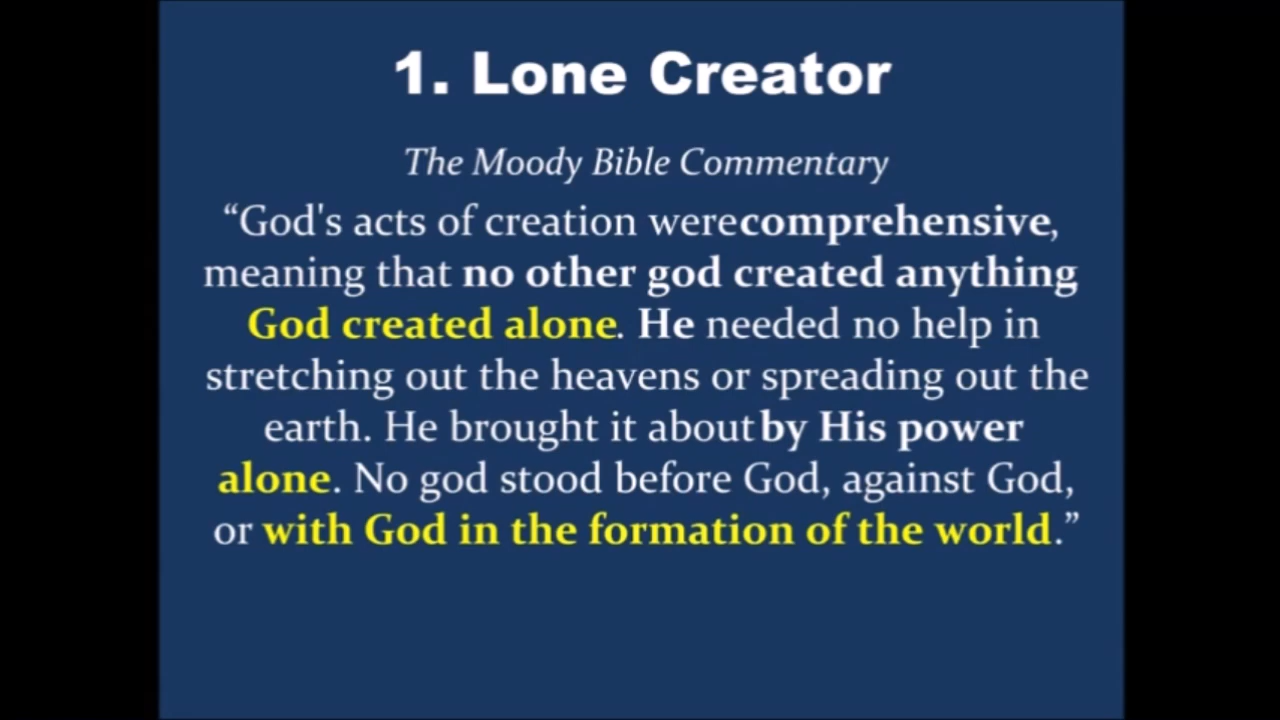 1. Lone Creator
The Moody Bible Commentary
“God's acts of creation werecomprehensive,
meaning that no other god created anything
God created alone. He needed no help in
stretching out the heavens or spreading out the
earth. He brought it about by His power
alone. No god stood before God, against God,
or with God in the formation of the world.”